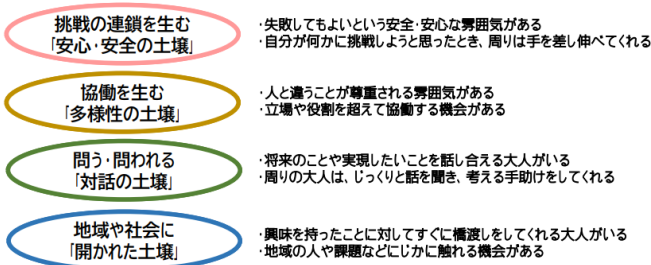 挑戦の連鎖を生む
「安心・安全の土壌」
・失敗してもよいという安全・安心な雰囲気がある
・自分が何かに挑戦しようと思ったとき、周りは手を差し伸べてくれる
協働を生む
「多様性の土壌」
・人と違うことが尊重される雰囲気がある
・立場や役割を超えて協働する機会がある
問う・問われる
「対話の土壌」
・将来のことや実現したいことを話し合える大人がいる
・周りの大人は、じっくりと話を聞き、考える手助けをしてくれる
地域や社会に
「開かれた土壌」
・興味を持ったことに対してすぐに橋渡しをしてくれる大人がいる
・地域の人や課題などにじかに触れる機会がある